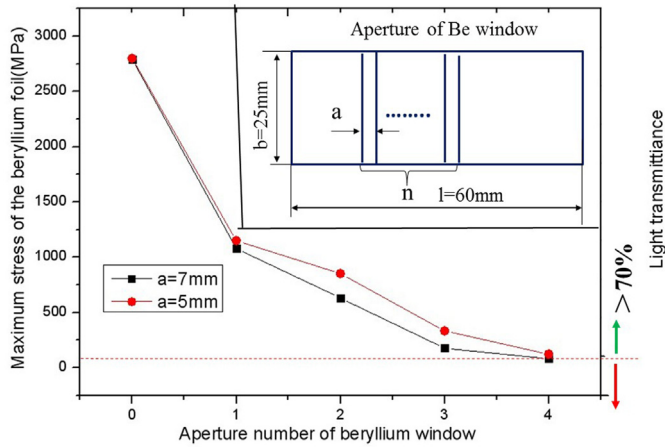 Maximum stress of the beryllium foil(MPa)
3000
2500
2000
1500
1000
500
0
0
1
2
3
4
Aperture number of beryllium window
a=7mm
a=5mm
Aperture of Be window
b=25mm
a
n
l=60mm
Light transmittiance
>70%